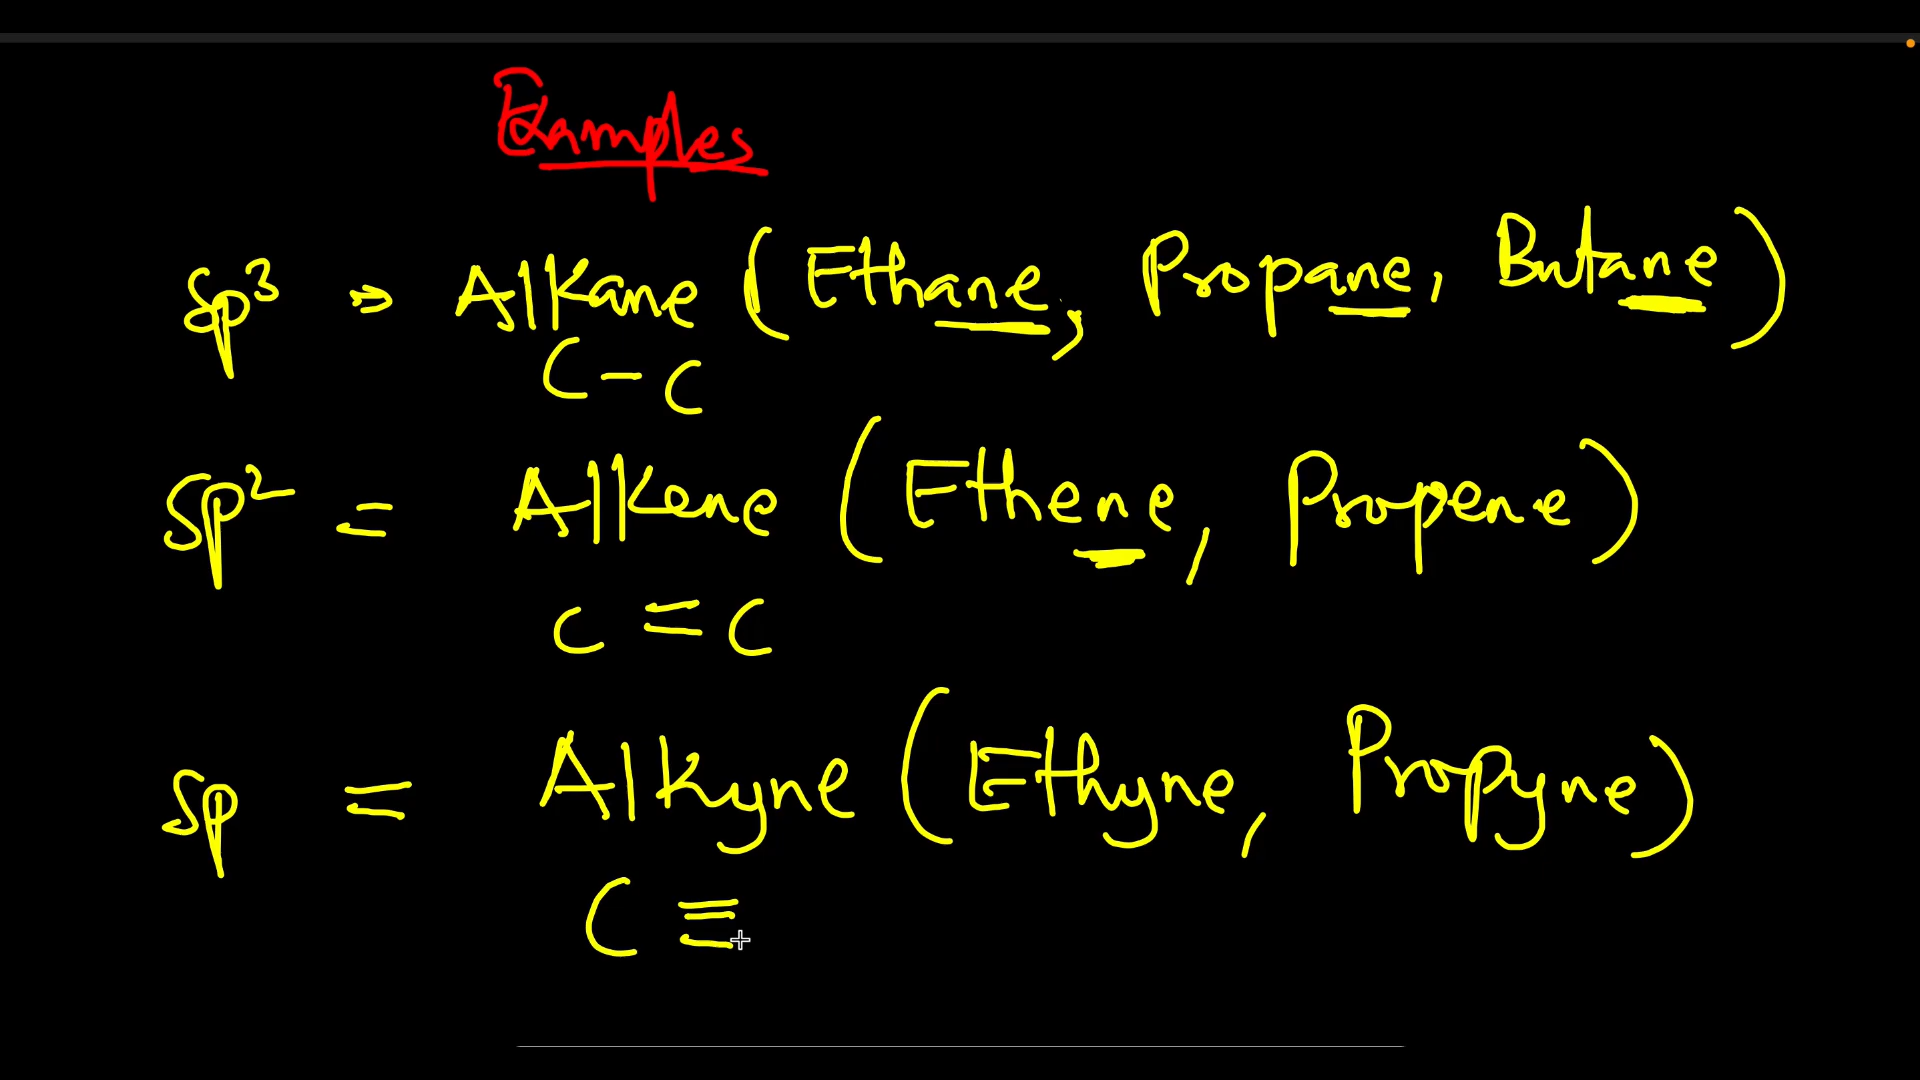 Examples
sp³ → Alkane (Ethane, Propane, Butane)
C - C
sp² = Alkene (Ethene, Propene)
C = C
sp = Alkyne (Ethyne, Propyne)
C ≡